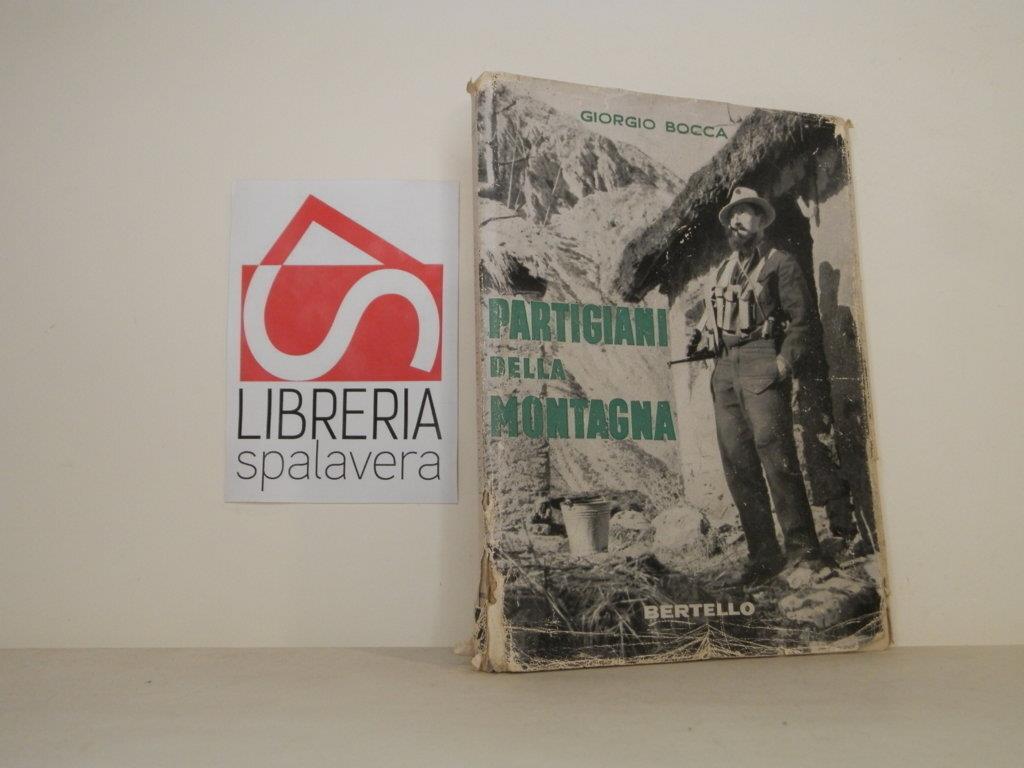 LIBRERIA
spalavera
GIORGIO BOCCA
PARTIGIANI
DELLA
MONTAGNA
BERTELLO